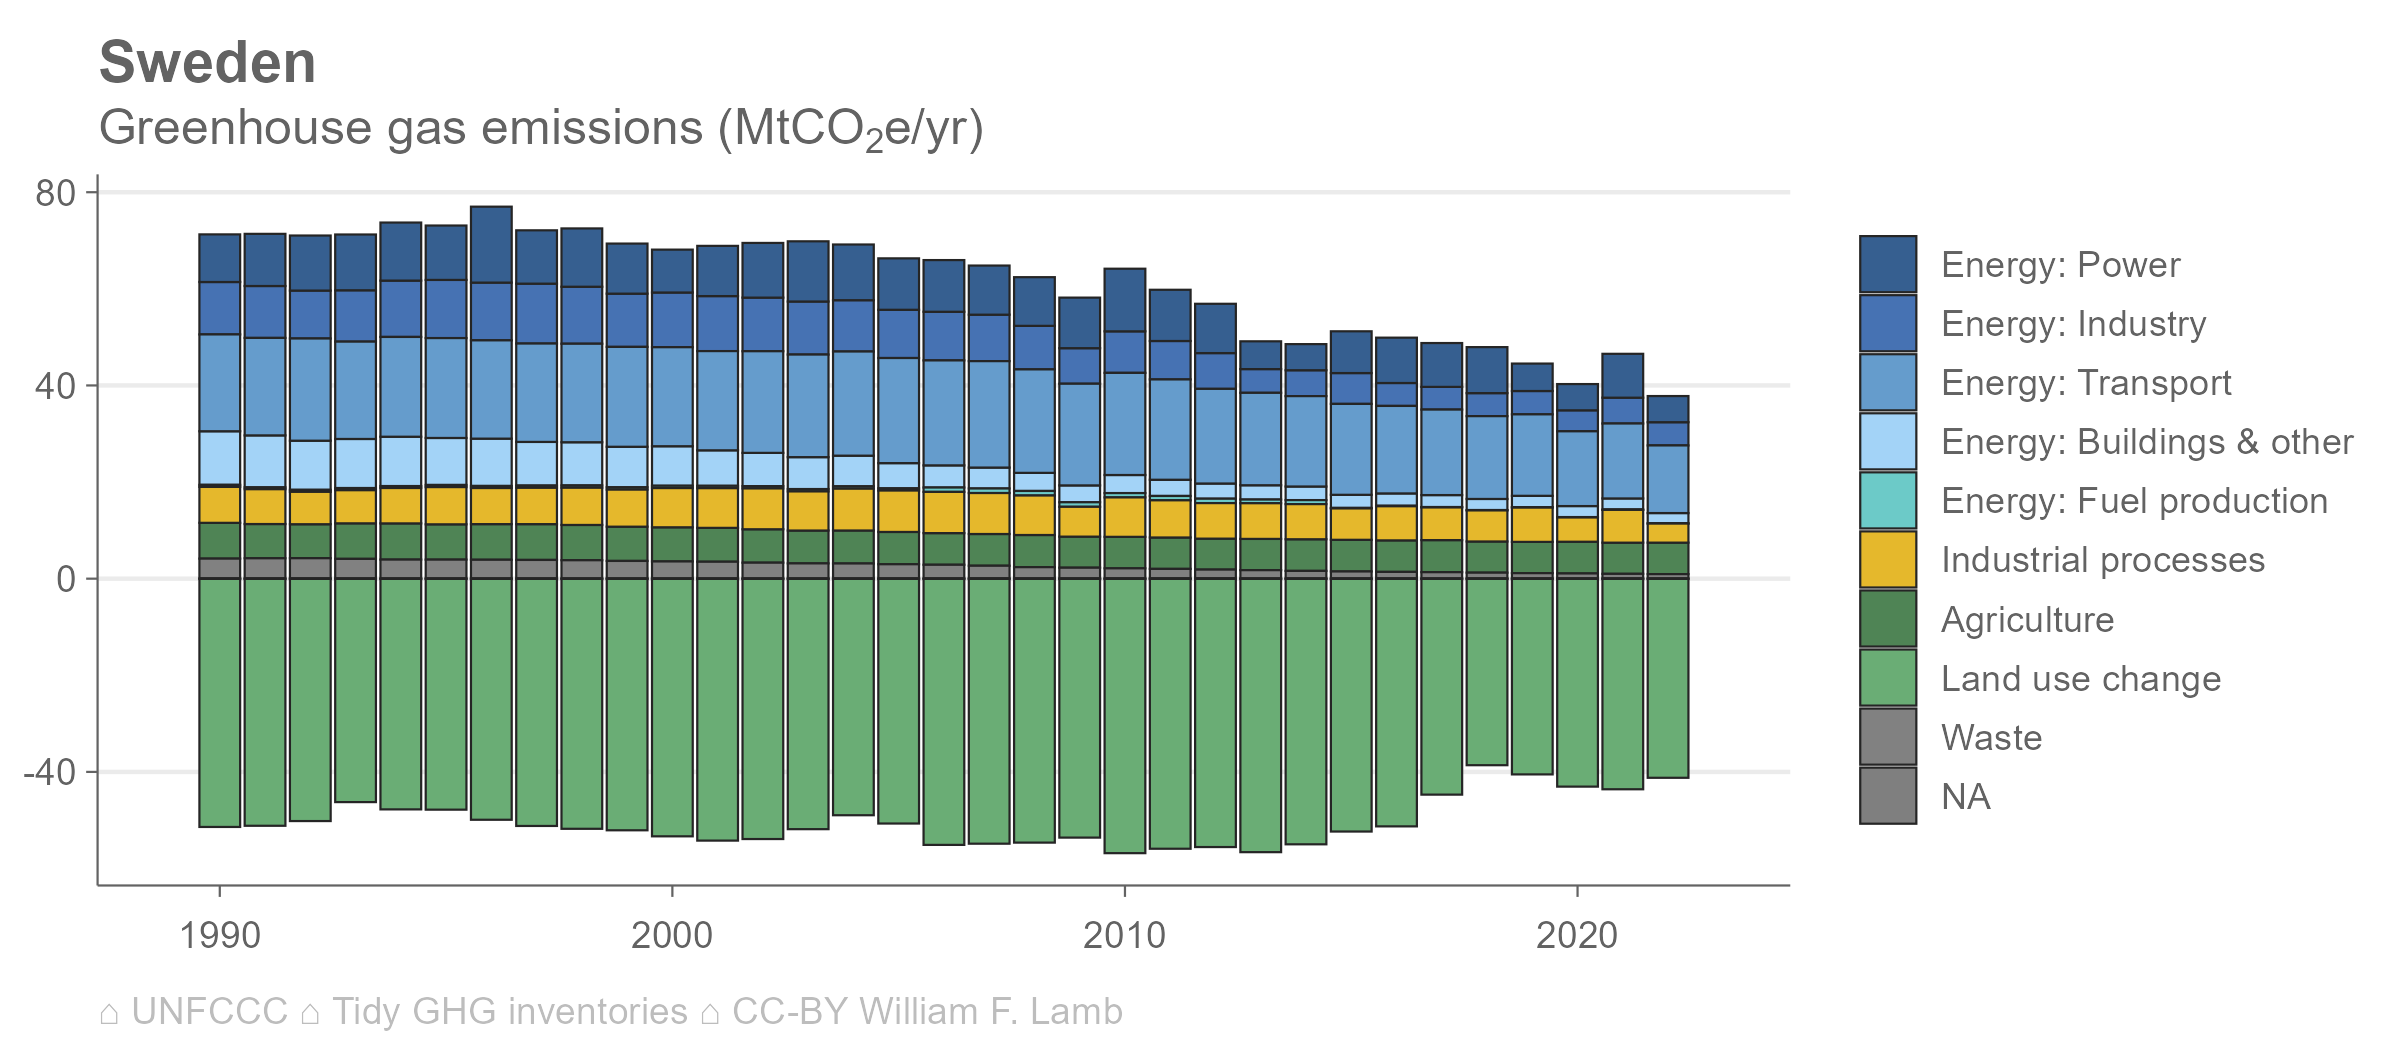 Sweden
Greenhouse gas emissions (MtCO₂e/yr)
80
40
0
-40
1990
2000
2010
2020
Energy: Power
Energy: Industry
Energy: Transport
Energy: Buildings & other
Energy: Fuel production
Industrial processes
Agriculture
Land use change
Waste
NA
⌂ UNFCCC ⌂ Tidy GHG inventories ⌂ CC-BY William F. Lamb